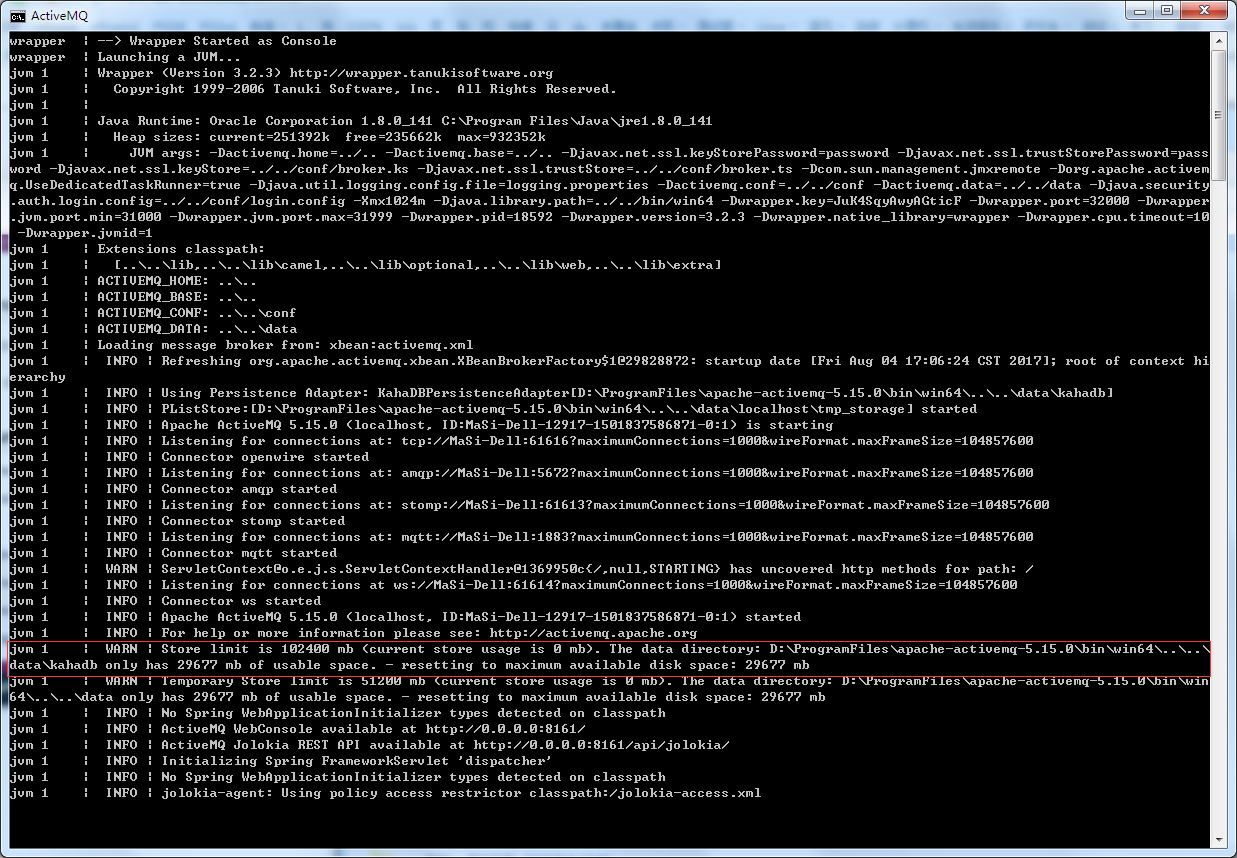 ActiveMQ
wrapper  | --> Wrapper Started as Console
wrapper  | Launching a JVM...
jvm 1    | Wrapper (Version 3.2.3) http://wrapper.tanukisoftware.org
jvm 1    |   Copyright 1999-2006 Tanuki Software, Inc.  All Rights Reserved.
jvm 1    |
jvm 1    | Java Runtime: Oracle Corporation 1.8.0_141 C:\Program Files\Java\jre1.8.0_141
jvm 1    |   Heap sizes: current=251392k  free=235662k  max=932352k
jvm 1    |     JVM args: -Dactivemq.home=../.. -Dactivemq.base=../.. -Djavax.net.ssl.keyStorePassword=password -Djavax.net.ssl.trustStorePassword=pass
word -Djavax.net.ssl.keyStore=../../conf/broker.ks -Djavax.net.ssl.trustStore=../../conf/broker.ts -Dcom.sun.management.jmxremote -Dorg.apache.activem
q.UseDedicatedTaskRunner=true -Djava.util.logging.config.file=logging.properties -Dactivemq.conf=../../conf -Dactivemq.data=../../data -Djava.security
.auth.login.config=../../conf/login.config -Xmx1024m -Djava.library.path=../../bin/win64 -Dwrapper.key=JuK4SqyAwyAGticF -Dwrapper.port=32000 -Dwrapper
.jvm.port.min=31000 -Dwrapper.jvm.port.max=31999 -Dwrapper.pid=18592 -Dwrapper.version=3.2.3 -Dwrapper.native_library=wrapper -Dwrapper.cpu.timeout=10
 -Dwrapper.jvmid=1
jvm 1    | Extensions classpath:
jvm 1    |   [..\..\lib,..\..\lib\camel,..\..\lib\optional,..\..\lib\web,..\..\lib\extra]
jvm 1    | ACTIVEMQ_HOME: ..\..
jvm 1    | ACTIVEMQ_BASE: ..\..
jvm 1    | ACTIVEMQ_CONF: ..\..\conf
jvm 1    | ACTIVEMQ_DATA: ..\..\data
jvm 1    | Loading message broker from: xbean:activemq.xml
jvm 1    |  INFO | Refreshing org.apache.activemq.xbean.XBeanBrokerFactory$1@29828872: startup date [Fri Aug 04 17:06:24 CST 2017]; root of context hi
erarchy
jvm 1    |  INFO | Using Persistence Adapter: KahaDBPersistenceAdapter[D:\ProgramFiles\apache-activemq-5.15.0\bin\win64\..\..\data\kahadb]
jvm 1    |  INFO | PListStore:[D:\ProgramFiles\apache-activemq-5.15.0\bin\win64\..\..\data\localhost\tmp_storage] started
jvm 1    |  INFO | Apache ActiveMQ 5.15.0 (localhost, ID:MaSi-Dell-12917-1501837586871-0:1) is starting
jvm 1    |  INFO | Listening for connections at: tcp://MaSi-Dell:61616?maximumConnections=1000&wireFormat.maxFrameSize=104857600
jvm 1    |  INFO | Connector openwire started
jvm 1    |  INFO | Listening for connections at: amqp://MaSi-Dell:5672?maximumConnections=1000&wireFormat.maxFrameSize=104857600
jvm 1    |  INFO | Connector amqp started
jvm 1    |  INFO | Listening for connections at: stomp://MaSi-Dell:61613?maximumConnections=1000&wireFormat.maxFrameSize=104857600
jvm 1    |  INFO | Connector stomp started
jvm 1    |  INFO | Listening for connections at: mqtt://MaSi-Dell:1883?maximumConnections=1000&wireFormat.maxFrameSize=104857600
jvm 1    |  INFO | Connector mqtt started
jvm 1    |  WARN | ServletContext@o.e.j.s.ServletContextHandler@1369950c{/,null,STARTING} has uncovered http methods for path: /
jvm 1    |  INFO | Listening for connections at ws://MaSi-Dell:61614?maximumConnections=1000&wireFormat.maxFrameSize=104857600
jvm 1    |  INFO | Connector ws started
jvm 1    |  INFO | Apache ActiveMQ 5.15.0 (localhost, ID:MaSi-Dell-12917-1501837586871-0:1) started
jvm 1    |  INFO | For help or more information please see: http://activemq.apache.org
jvm 1    |  WARN | Store limit is 102400 mb (current store usage is 0 mb). The data directory: D:\ProgramFiles\apache-activemq-5.15.0\bin\win64\..\..\
data\kahadb only has 29677 mb of usable space. - resetting to maximum available disk space: 29677 mb
jvm 1    |  WARN | Temporary Store limit is 51200 mb (current store usage is 0 mb). The data directory: D:\ProgramFiles\apache-activemq-5.15.0\bin\win
64\..\..\data only has 29677 mb of usable space. - resetting to maximum available disk space: 29677 mb
jvm 1    |  INFO | No Spring WebApplicationInitializer types detected on classpath
jvm 1    |  INFO | ActiveMQ WebConsole available at http://0.0.0.0:8161/
jvm 1    |  INFO | ActiveMQ Jolokia REST API available at http://0.0.0.0:8161/api/jolokia/
jvm 1    |  INFO | Initializing Spring FrameworkServlet 'dispatcher'
jvm 1    |  INFO | No Spring WebApplicationInitializer types detected on classpath
jvm 1    |  INFO | jolokia-agent: Using policy access restrictor classpath:/jolokia-access.xml